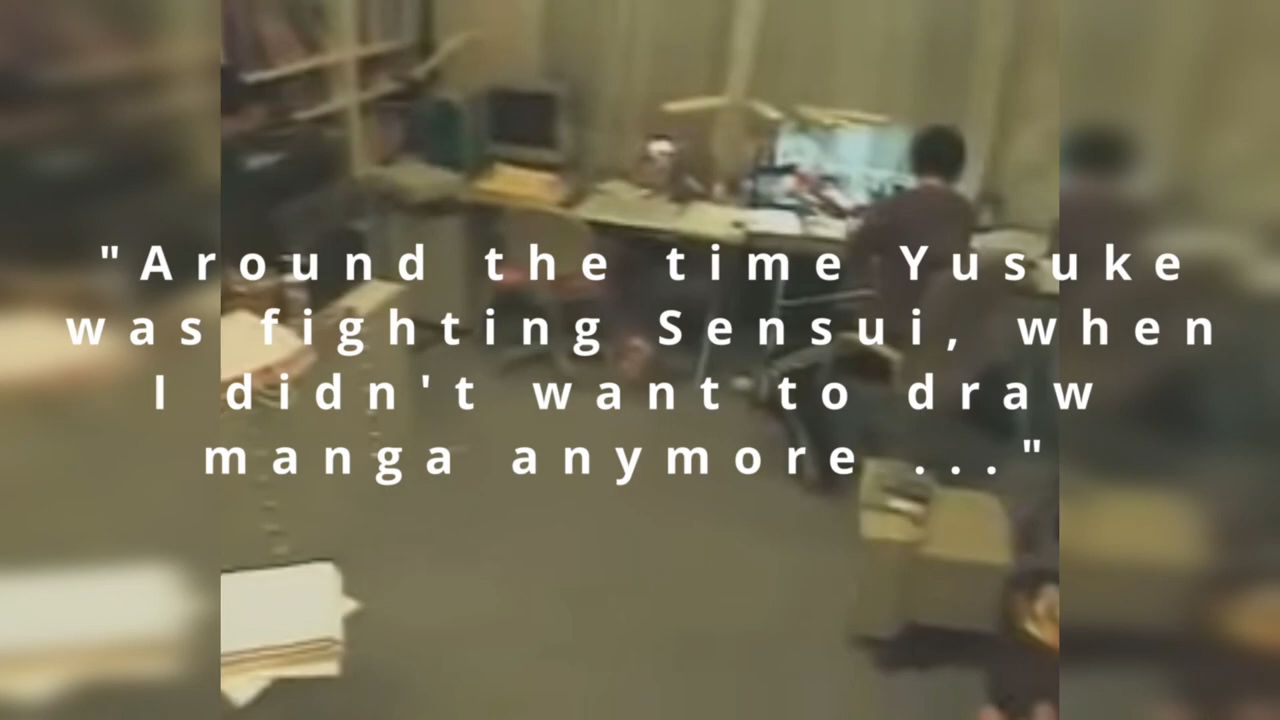 "Around the time Yusuke
was fighting Sensui, when
I didn't want to draw
manga anymore ..."